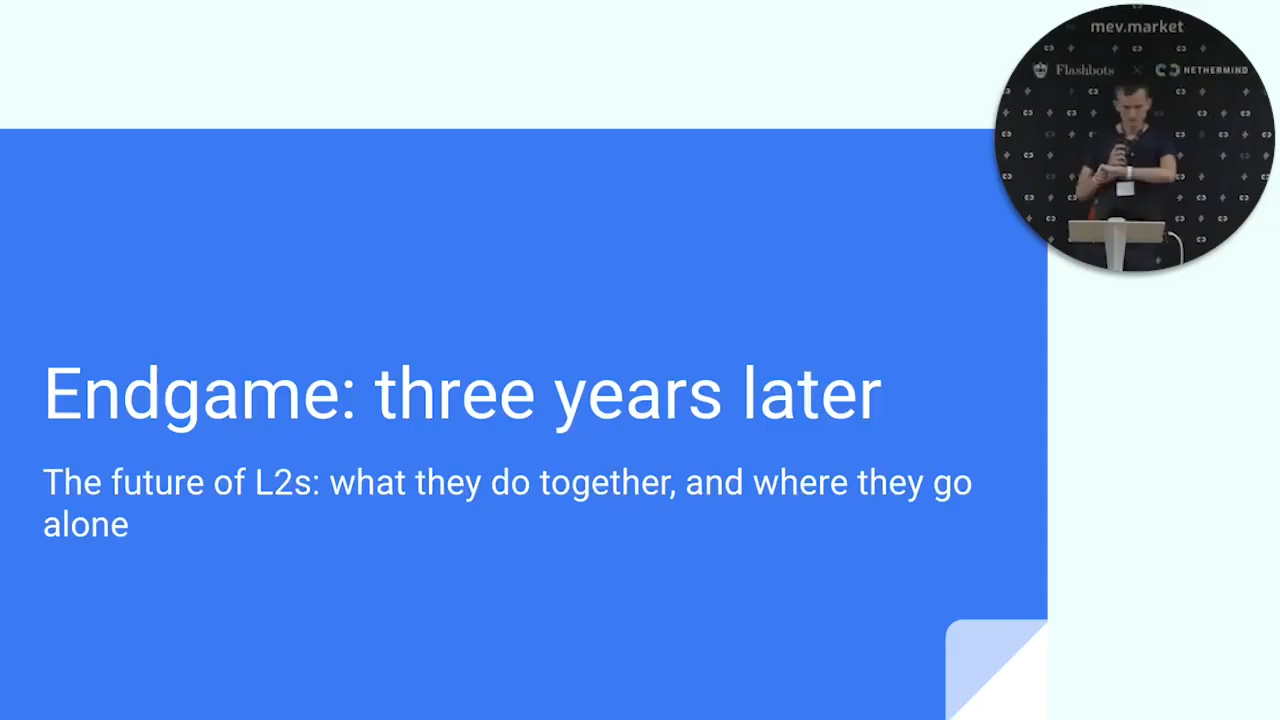 mev.market
Flashbots × NETHERMIND
Endgame: three years later
The future of L2s: what they do together, and where they go
alone